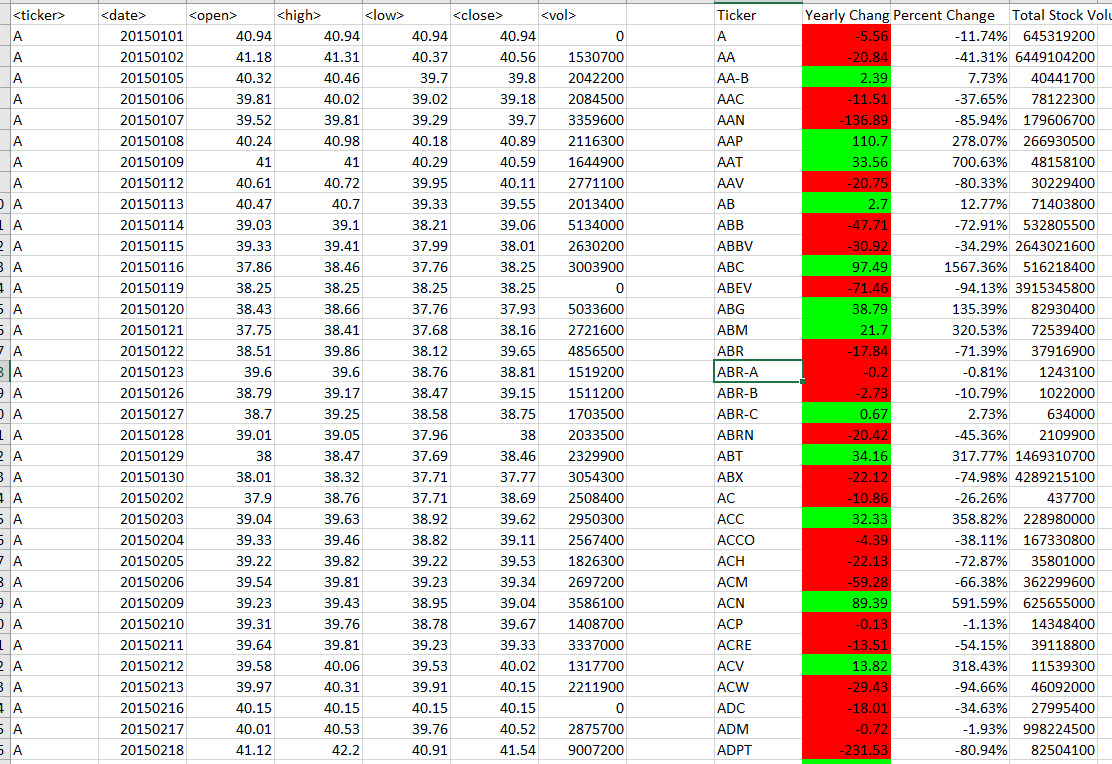 <ticker> <date> <open> <high> <low> <close> <vol> Ticker Yearly Chang Percent Change Total Stock Volu
A 20150101 40.94 40.94 40.94 40.94 0 A -5.56 -11.74% 645319200
A 20150102 41.18 41.31 40.37 40.56 1530700 AA -20.84 -41.31% 6449104200
A 20150105 40.32 40.46 39.7 39.8 2042200 AA-B 2.39 7.73% 40441700
A 20150106 39.81 40.02 39.02 39.18 2084500 AAC -11.51 -37.65% 78122300
A 20150107 39.52 39.81 39.29 39.7 3359600 AAN -136.89 -85.94% 179606700
A 20150108 40.24 40.98 40.18 40.89 2116300 AAP 110.7 278.07% 266930500
A 20150109 41 41 40.29 40.59 1644900 AAT 33.56 700.63% 48158100
A 20150112 40.61 40.72 39.95 40.11 2771100 AAV -20.75 -80.33% 30229400
A 20150113 40.47 40.7 39.33 39.55 2013400 AB 2.7 12.77% 71403800
A 20150114 39.03 39.1 38.21 39.06 5134000 ABB -47.71 -72.91% 532805500
A 20150115 39.33 39.41 37.99 38.01 2630200 ABBV -30.92 -34.29% 2643021600
A 20150116 37.86 38.46 37.76 38.25 3003900 ABC 97.49 1567.36% 516218400
A 20150119 38.25 38.25 38.25 38.25 0 ABEV -71.46 -94.13% 3915345800
A 20150120 38.43 38.66 37.76 37.93 5033600 ABG 38.79 135.39% 82930400
A 20150121 37.75 38.41 37.68 38.16 2721600 ABM 21.7 320.53% 72539400
A 20150122 38.51 39.86 38.12 39.65 4856500 ABR -17.84 -71.39% 37916900
A 20150123 39.6 39.6 38.76 38.81 1519200 ABR-A -0.2 -0.81% 1243100
A 20150126 38.79 39.17 38.47 39.15 1511200 ABR-B -2.73 -10.79% 1022000
A 20150127 38.7 39.25 38.58 38.75 1703500 ABR-C 0.67 2.73% 634000
A 20150128 39.01 39.05 37.96 38 2033500 ABRN -20.42 -45.36% 2109900
A 20150129 38 38.47 37.69 38.46 2329900 ABT 34.16 317.77% 1469310700
A 20150130 38.01 38.32 37.71 37.77 3054300 ABX -22.12 -74.98% 4289215100
A 20150202 37.9 38.76 37.71 38.69 2508400 AC -10.86 -26.26% 437700
A 20150203 39.04 39.63 38.92 39.62 2950300 ACC 32.33 358.82% 228980000
A 20150204 39.33 39.46 38.82 39.11 2567400 ACCO -4.39 -38.11% 167330800
A 20150205 39.22 39.82 39.22 39.53 1826300 ACH -22.13 -72.87% 35801000
A 20150206 39.54 39.81 39.23 39.34 2697200 ACM -59.28 -66.38% 362299600
A 20150209 39.23 39.43 38.95 39.04 3586100 ACN 89.39 591.59% 625655000
A 20150210 39.31 39.76 38.78 39.67 1408700 ACP -0.13 -1.13% 14348400
A 20150211 39.64 39.81 39.23 39.33 3337000 ACRE -13.51 -54.15% 39118800
A 20150212 39.58 40.06 39.53 40.02 1317700 ACV 13.82 318.43% 11539300
A 20150213 39.97 40.31 39.91 40.15 2211900 ACW -29.43 -94.66% 46092000
A 20150216 40.15 40.15 40.15 40.15 0 ADC -18.01 -34.63% 27995400
A 20150217 40.01 40.53 39.76 40.52 2875700 ADM -0.72 -1.93% 998224500
A 20150218 41.12 42.2 40.91 41.54 9007200 ADPT -231.53 -80.94% 82504100